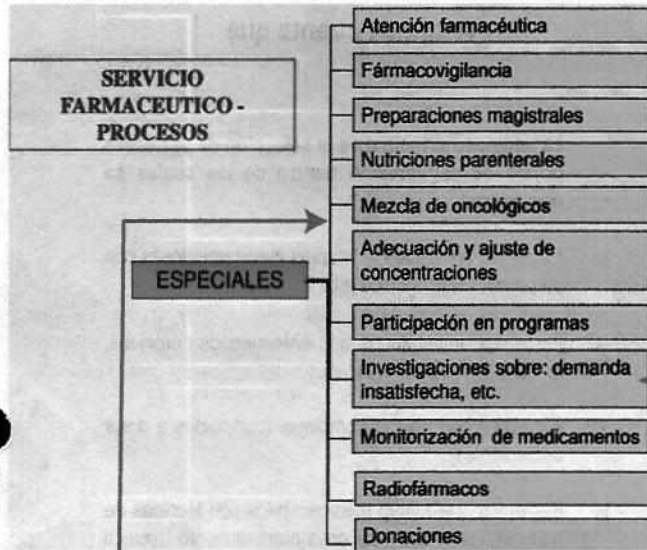 SERVICIO
FARMACEUTICO -
PROCESOS
ESPECIALES
Atención farmacéutica
Fármacovigilancia
Preparaciones magistrales
Nutriciones parenterales
Mezcla de oncológicos
Adecuación y ajuste de
concentraciones
Participación en programas
Investigaciones sobre: demanda
insatisfecha, etc.
Monitorización de medicamentos
Radiofármacos
Donaciones